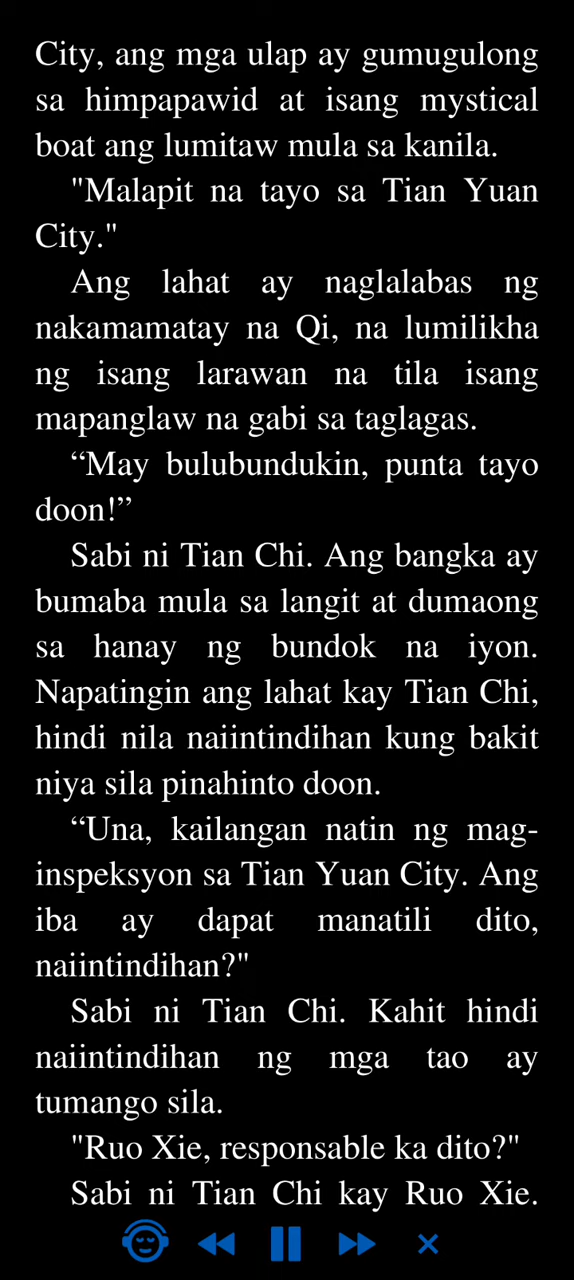 City, ang mga ulap ay gumugulong
sa himpapawid at isang mystical
boat ang lumitaw mula sa kanila.
"Malapit na tayo sa Tian Yuan
City."
Ang lahat ay naglalabas ng
nakamamatay na Qi, na lumilikha
ng isang larawan na tila isang
mapanglaw na gabi sa taglagas.
“May bulubundukin, punta tayo
doon!”
Sabi ni Tian Chi. Ang bangka ay
bumaba mula sa langit at dumaong
sa hanay ng bundok na iyon.
Napatingin ang lahat kay Tian Chi,
hindi nila naiintindihan kung bakit
niya sila pinahinto doon.
“Una, kailangan natin ng mag-
inspeksyon sa Tian Yuan City. Ang
iba ay dapat manatili dito,
naiintindihan?"
Sabi ni Tian Chi. Kahit hindi
naiintindihan ng mga tao ay
tumango sila.
"Ruo Xie, responsable ka dito?"
Sabi ni Tian Chi kay Ruo Xie.